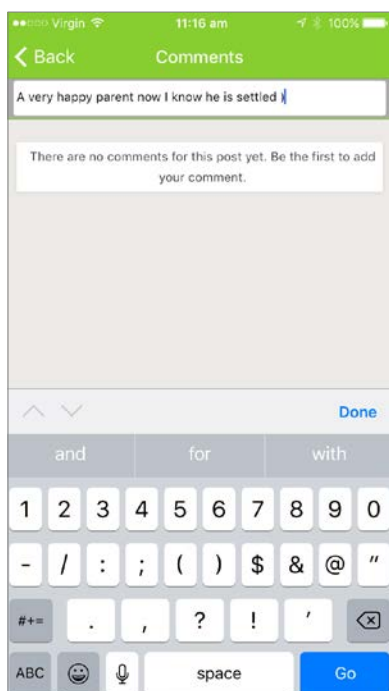 Virgin 11:16 am 100%
Back Comments
A very happy parent now I know he is settled )
There are no comments for this post yet. Be the first to add
your comment.
Done
and for with
1 2 3 4 5 6 7 8 9 0
- / : ; ( ) $ & @ "
#+= . , ? ! '
ABC space Go